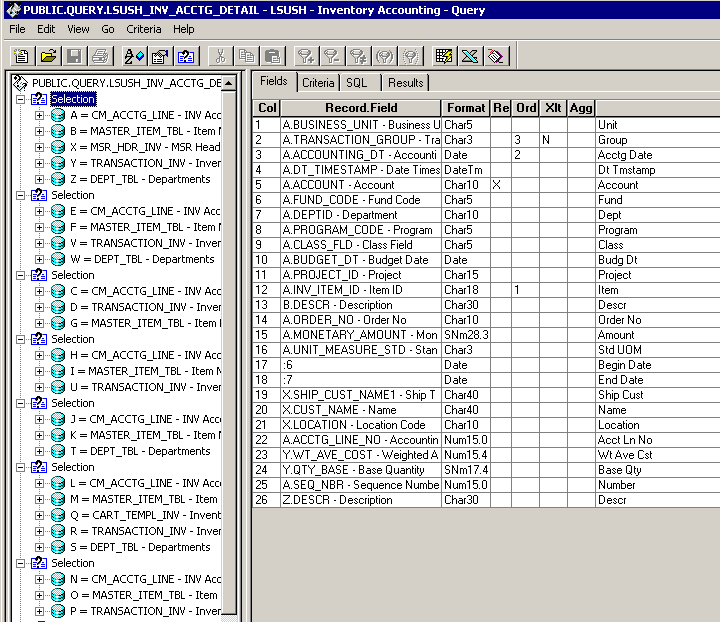 PUBLIC.QUERY.LSUSH_INV_ACCTG_DETAIL - LSUSH - Inventory Accounting - Query
File Edit View Go Criteria Help
PUBLIC.QUERY.LSUSH_INV_ACCTG_DE
Selection
A = CM_ACCTG_LINE - INV Acc
B = MASTER_ITEM_TBL - Item N
X = MSR_HDR_INV - MSR Head
Y = TRANSACTION_INV - Inver
Z = DEPT_TBL - Departments
Selection
E = CM_ACCTG_LINE - INV Acc
F = MASTER_ITEM_TBL - Item N
V = TRANSACTION_INV - Inver
W = DEPT_TBL - Departments
Selection
C = CM_ACCTG_LINE - INV Acc
D = TRANSACTION_INV - Inver
G = MASTER_ITEM_TBL - Item I
Selection
H = CM_ACCTG_LINE - INV Acc
I = MASTER_ITEM_TBL - Item N
U = TRANSACTION_INV - Inver
Selection
J = CM_ACCTG_LINE - INV Acc
K = MASTER_ITEM_TBL - Item N
T = DEPT_TBL - Departments
Selection
L = CM_ACCTG_LINE - INV Acc
M = MASTER_ITEM_TBL - Item
Q = CART_TEMPL_INV - Invent
R = TRANSACTION_INV - Inver
S = DEPT_TBL - Departments
Selection
N = CM_ACCTG_LINE - INV Acc
O = MASTER_ITEM_TBL - Item
P = TRANSACTION_INV - Inver
Fields Criteria SQL Results
Col Record.Field Format Re Ord Xlt Agg
1 A.BUSINESS_UNIT - Business U Char5 Unit
2 A.TRANSACTION_GROUP - Tra Char3 3 N Group
3 A.ACCOUNTING_DT - Accounti Date 2 Acctg Date
4 A.DT_TIMESTAMP - Date Times DateTm Dt Tmstamp
5 A.ACCOUNT - Account Char10 X Account
6 A.FUND_CODE - Fund Code Char5 Fund
7 A.DEPTID - Department Char10 Dept
8 A.PROGRAM_CODE - Program Char5 Program
9 A.CLASS_FLD - Class Field Char5 Class
10 A.BUDGET_DT - Budget Date Date Budg Dt
11 A.PROJECT_ID - Project Char15 Project
12 A.INV_ITEM_ID - Item ID Char18 1 Item
13 B.DESCR - Description Char30 Descr
14 A.ORDER_NO - Order No Char10 Order No
15 A.MONETARY_AMOUNT - Mon SNm28.3 Amount
16 A.UNIT_MEASURE_STD - Stan Char3 Std UOM
17 :6 Date Begin Date
18 :7 Date End Date
19 X.SHIP_CUST_NAME1 - Ship T Char40 Ship Cust
20 X.CUST_NAME - Name Char40 Name
21 X.LOCATION - Location Code Char10 Location
22 A.ACCTG_LINE_NO - Accountin Num15.0 Acct Ln No
23 Y.WT_AVE_COST - Weighted A Num15.4 Wt Ave Cst
24 Y.QTY_BASE - Base Quantity SNm17.4 Base Qty
25 A.SEQ_NBR - Sequence Numbe Num15.0 Number
26 Z.DESCR - Description Char30 Descr